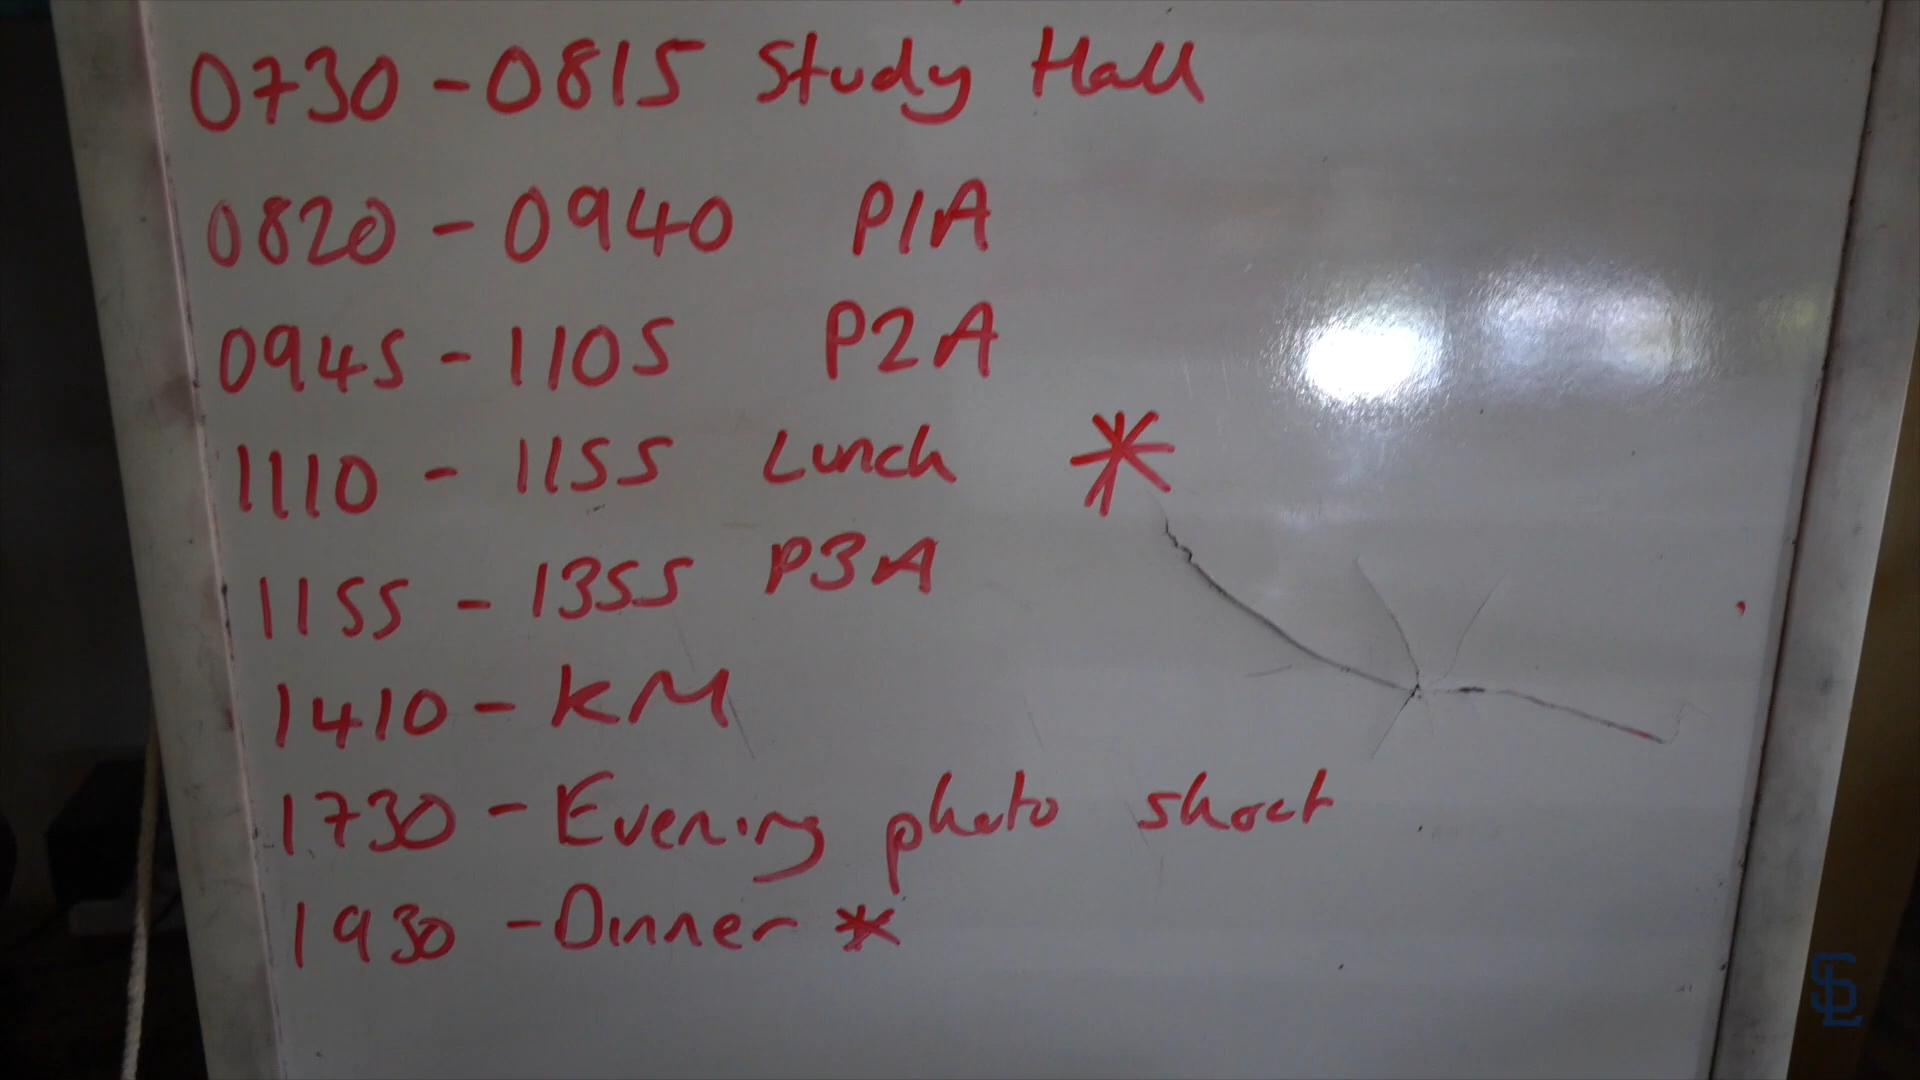 0730 - 0815 Study Hall
0820 - 0940 P1A
0945 - 1105 P2A
1110 - 1155 Lunch *
1155 - 1355 P3A
1410 - KM
1730 - Evening photo shoot
1930 - Dinner *